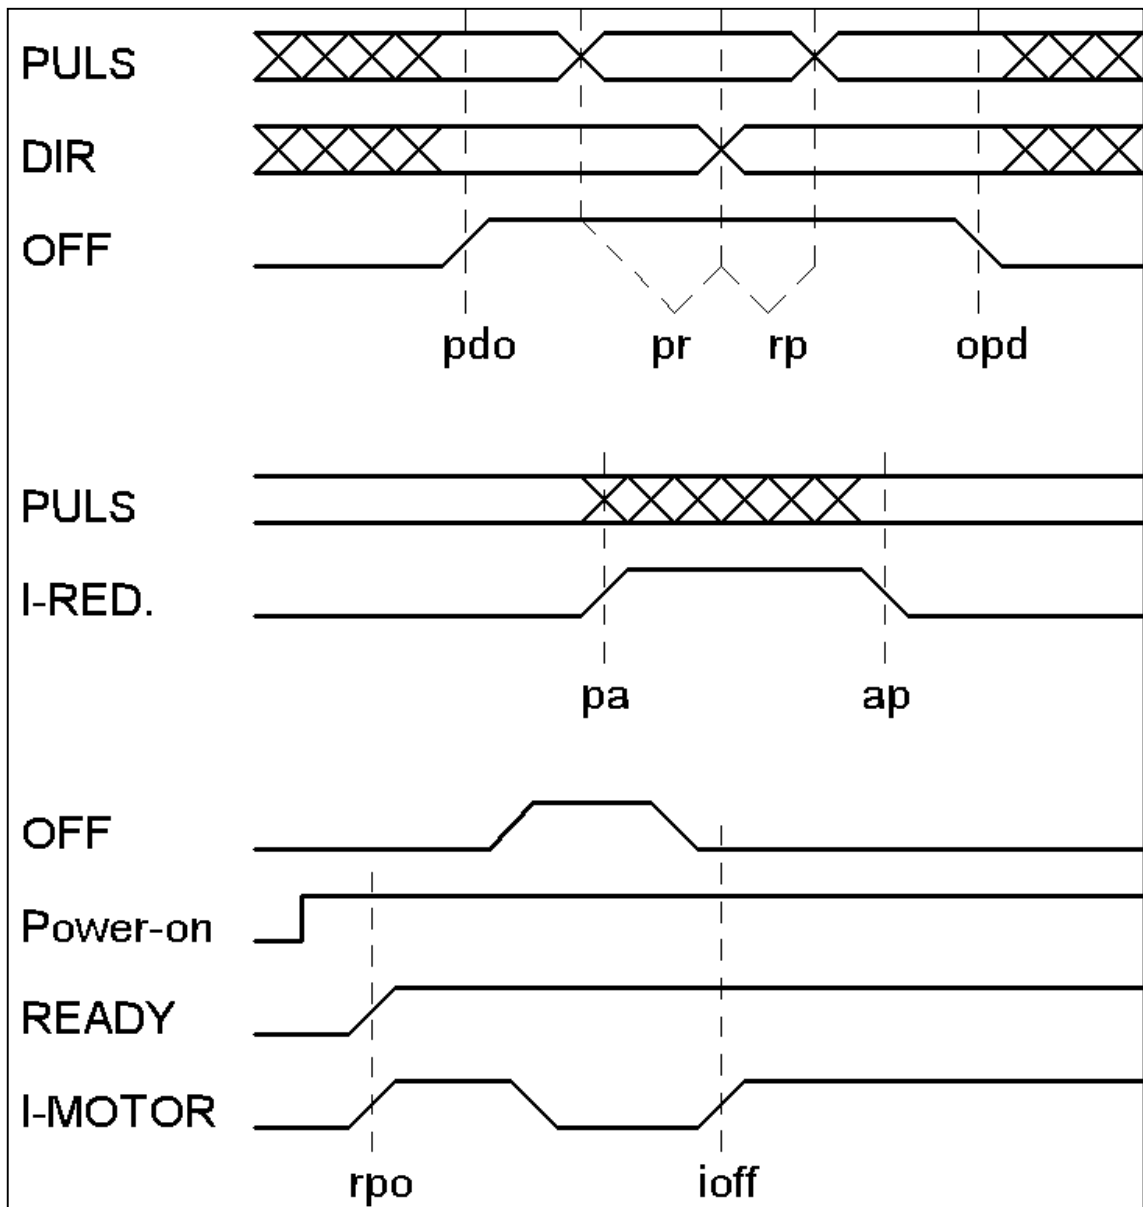 PULS
DIR
OFF
pdo pr rp opd
PULS
I-RED.
pa ap
OFF
Power-on
READY
I-MOTOR
rpo ioff